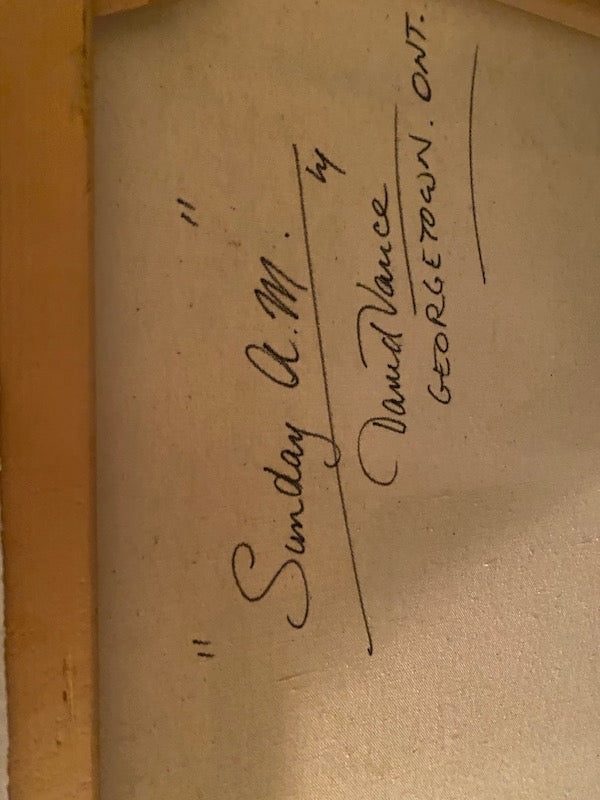 "Sunday A.M."
by
David Vance
GEORGETOWN. ONT.